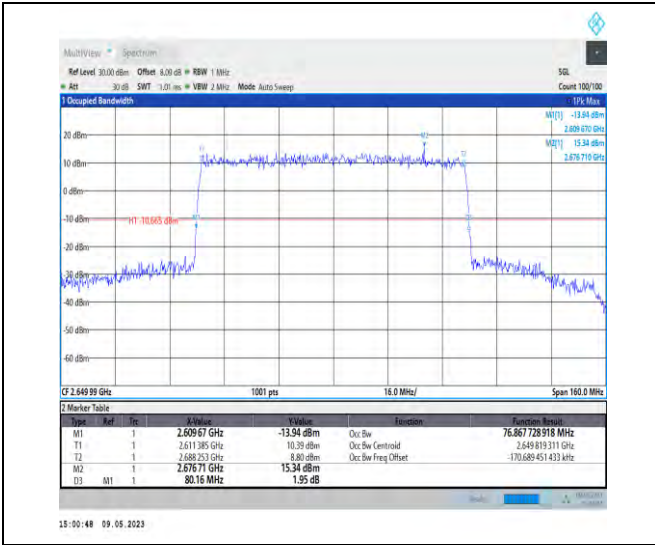 MultiView Spectrum
Ref Level 30.00 dBm Offset 8.09 dB RBW 1 MHz SGL
Att 30 dB SWT 1.01 ms VBW 2 MHz Mode Auto Sweep Count 100/100
1 Occupied Bandwidth 1Pk Max
M1[1] -13.94 dBm
2.609 670 GHz
M2[1] 15.34 dBm
2.676 710 GHz
20 dBm
10 dBm
0 dBm
-10 dBm
H1 -10.665 dBm
-20 dBm
-30 dBm
-40 dBm
-50 dBm
-60 dBm
M2
CF 2.649 99 GHz 1001 pts 16.0 MHz/ Span 160.0 MHz
2 Marker Table
Type Ref Trc X-Value Y-Value Function Function Result
M1 1 2.609 67 GHz -13.94 dBm Occ Bw 76.867 728 918 MHz
T1 1 2.611 385 GHz 10.39 dBm Occ Bw Centroid 2.649 819 311 GHz
T2 1 2.688 253 GHz 8.80 dBm Occ Bw Freq Offset -170.689 451 433 kHz
M2 1 2.676 71 GHz 15.34 dBm
D3 M1 1 80.16 MHz 1.95 dB
15:00:48 09.05.2023